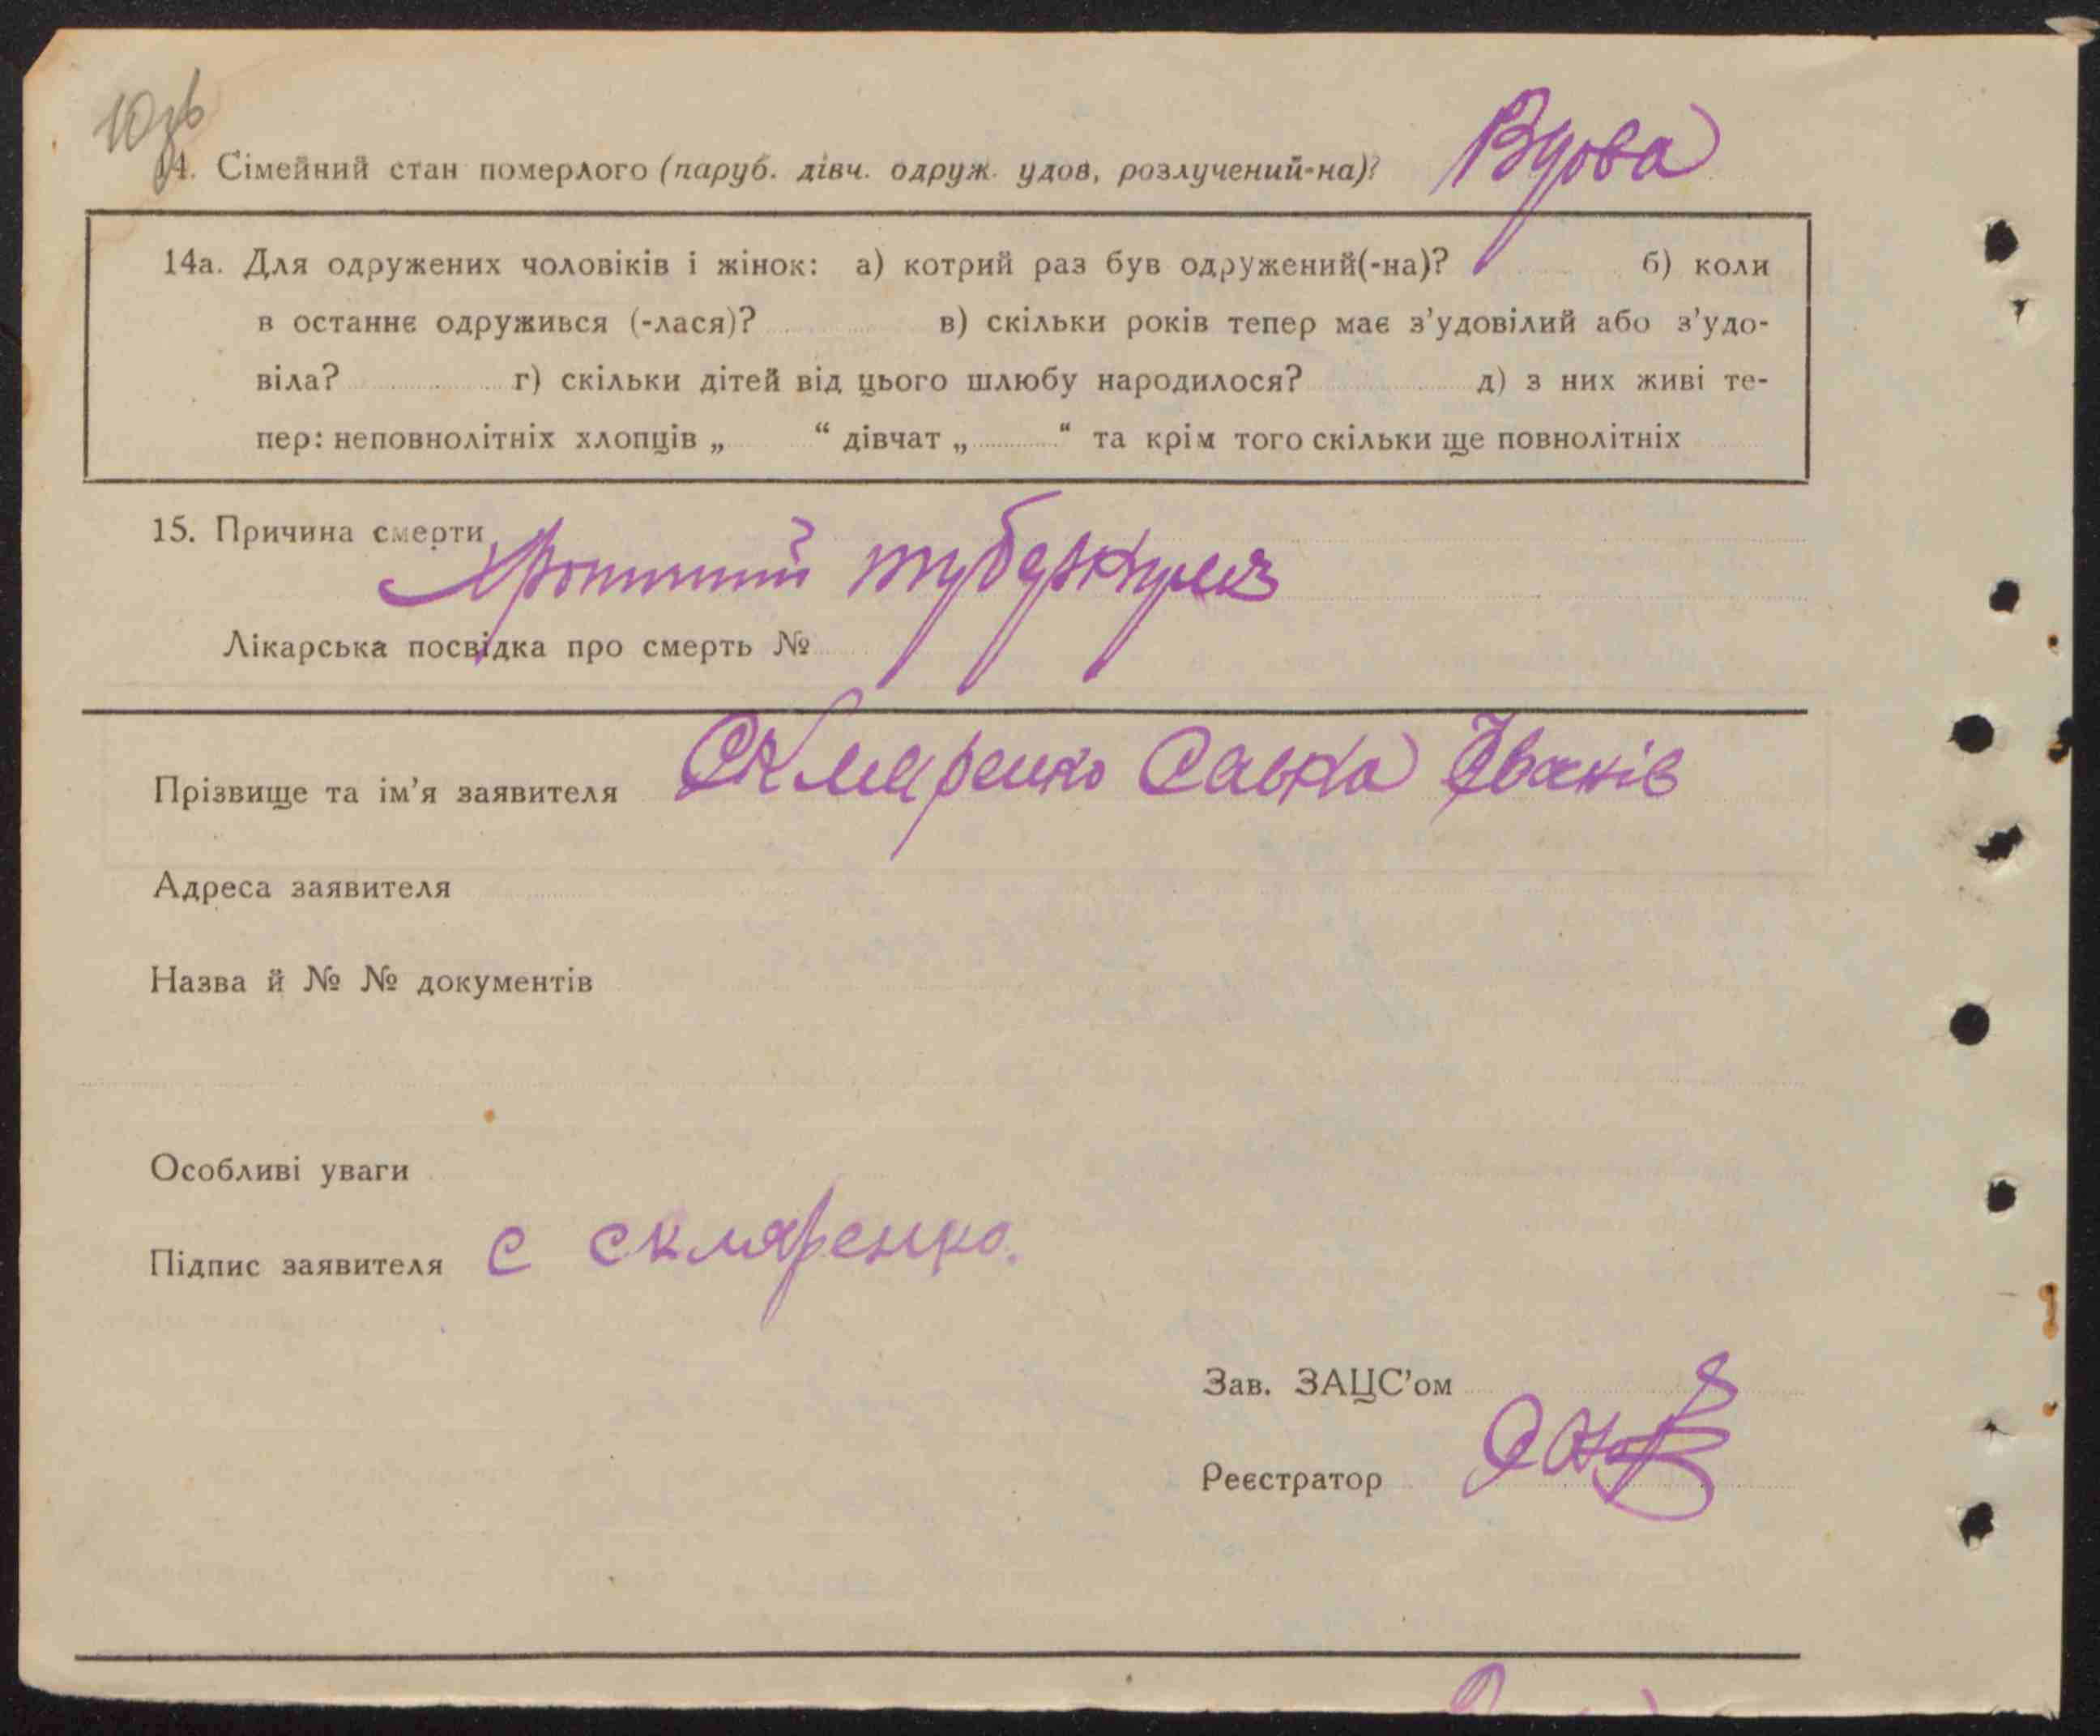 10зв
14. Сімейний стан померлого (паруб. дівч. одруж. удов, розлучений-на)? Вдова
14а. Для одружених чоловіків і жінок: а) котрий раз був одружений(-на)? б) коли
в останнє одружився (-лася)? в) скільки років тепер має з'удовілий або з'удо-
віла? г) скільки дітей від цього шлюбу народилося? д) з них живі те-
пер: неповнолітніх хлопців „ “ дівчат „ “ та крім того скільки ще повнолітніх
15. Причина смерти
Хроничний туберкульз
Лікарська посвідка про смерть №
Прізвище та ім'я заявителя Скляренко Савка Іванів
Адреса заявителя
Назва й № № документів
Особливі уваги
Підпис заявителя С Скляренко.
Зав. ЗАЦС'ом
Реєстратор